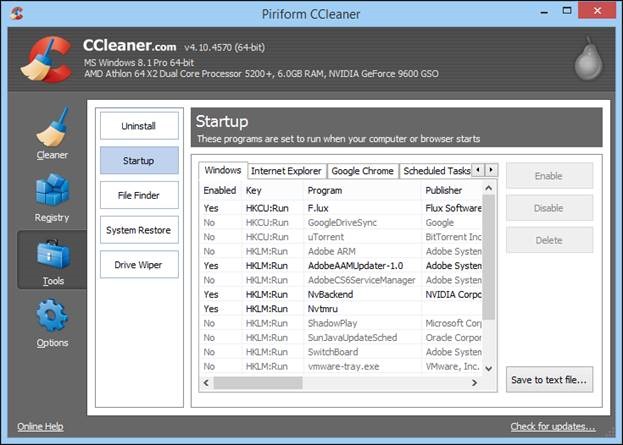 Piriform CCleaner
CCleaner.com v4.10.4570 (64-bit)
MS Windows 8.1 Pro 64-bit
AMD Athlon 64 X2 Dual Core Processor 5200+, 6.0GB RAM, NVIDIA GeForce 9600 GSO
Cleaner
Registry
Tools
Options
Uninstall
Startup
File Finder
System Restore
Drive Wiper
Startup
These programs are set to run when your computer or browser starts
Windows Internet Explorer Google Chrome Scheduled Tasks
Enabled Key Program Publisher
Yes HKCU:Run F.lux Flux Software
No HKCU:Run GoogleDriveSync Google
No HKCU:Run uTorrent BitTorrent Inc
No HKLM:Run Adobe ARM Adobe System
Yes HKLM:Run AdobeAAMUpdater-1.0 Adobe System
No HKLM:Run AdobeCS6ServiceManager Adobe System
Yes HKLM:Run NvBackend NVIDIA Corpo
Yes HKLM:Run Nvtmru
No HKLM:Run ShadowPlay Microsoft Corp
No HKLM:Run SunJavaUpdateSched Oracle Corpor
No HKLM:Run SwitchBoard Adobe System
No HKLM:Run vmware-tray.exe VMware, Inc.
Enable
Disable
Delete
Save to text file...
Online Help
Check for updates...